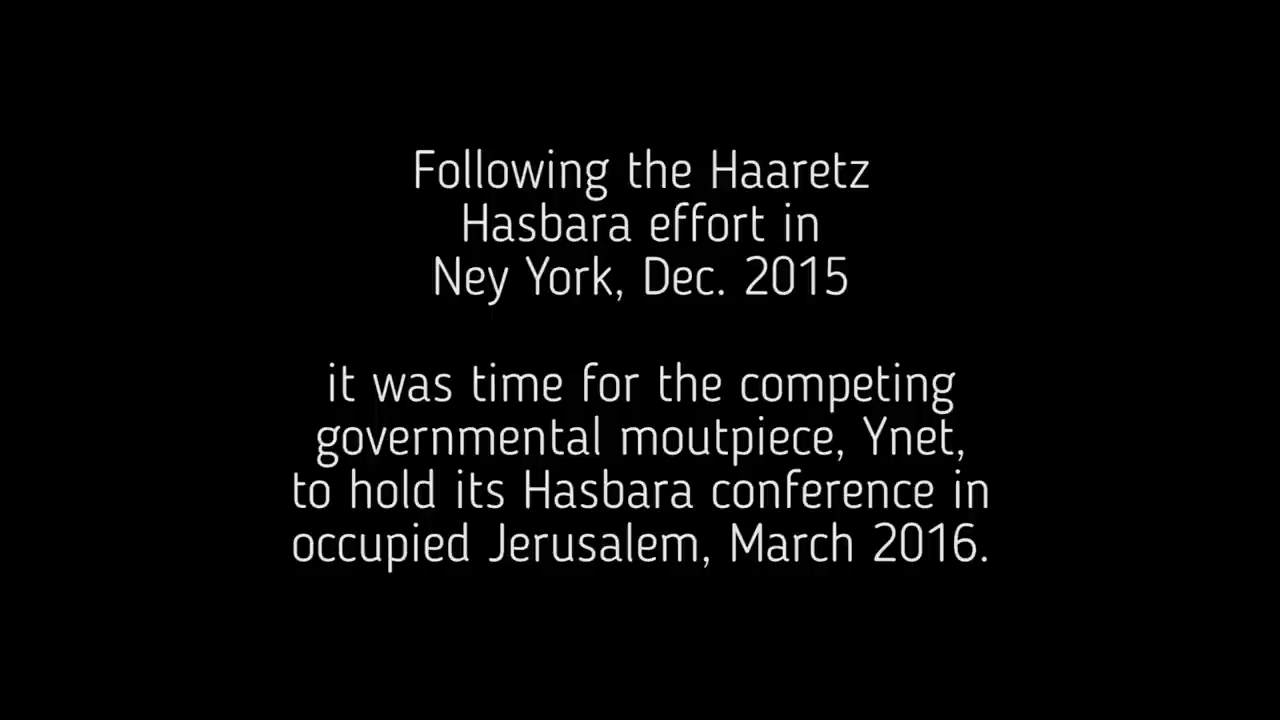 Following the Haaretz
Hasbara effort in
Ney York, Dec. 2015
it was time for the competing
governmental moutpiece, Ynet,
to hold its Hasbara conference in
occupied Jerusalem, March 2016.